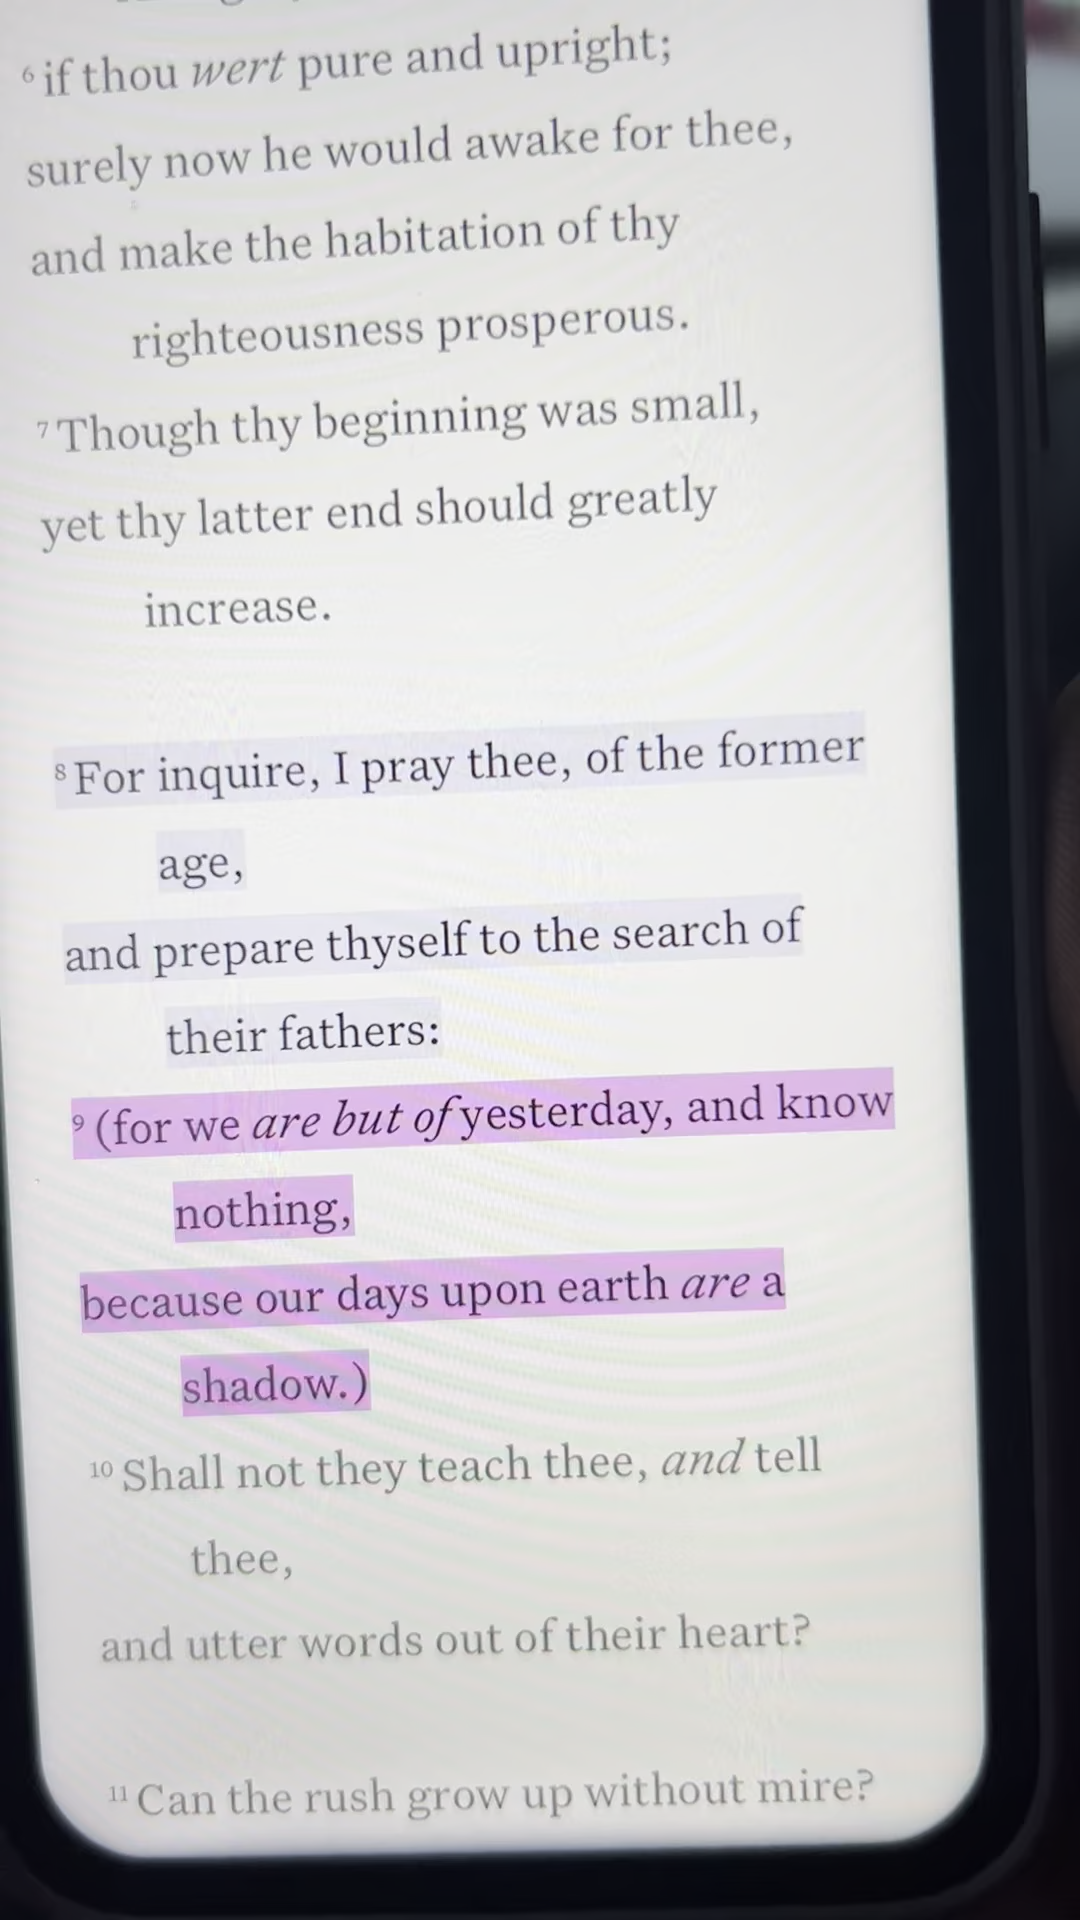 6 if thou wert pure and upright;
surely now he would awake for thee,
and make the habitation of thy
righteousness prosperous.
7 Though thy beginning was small,
yet thy latter end should greatly
increase.
8 For inquire, I pray thee, of the former
age,
and prepare thyself to the search of
their fathers:
9 (for we are but of yesterday, and know
nothing,
because our days upon earth are a
shadow.)
10 Shall not they teach thee, and tell
thee,
and utter words out of their heart?
11 Can the rush grow up without mire?